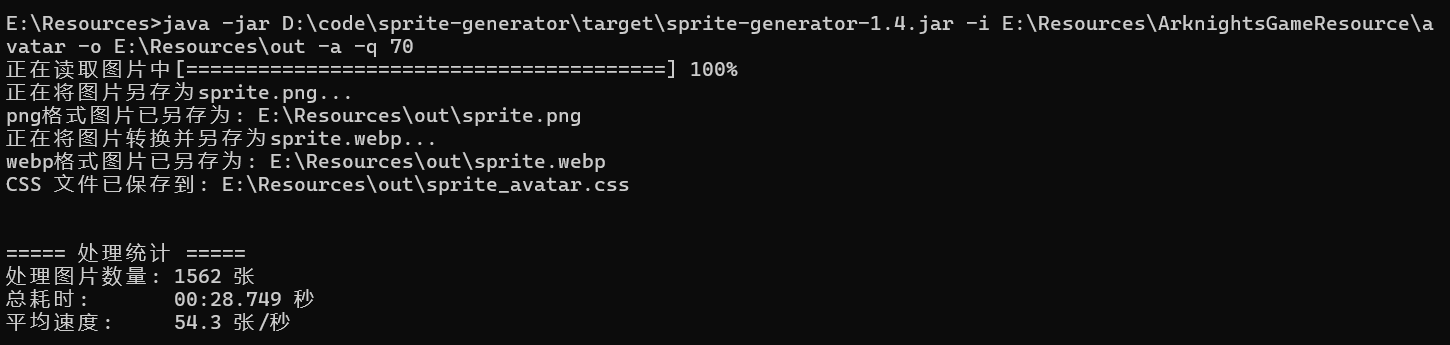 E:\Resources>java -jar D:\code\sprite-generator\target\sprite-generator-1.4.jar -i E:\Resources\ArknightsGameResource\a
vatar -o E:\Resources\out -a -q 70
正在读取图片中[========================================] 100%
正在将图片另存为sprite.png...
png格式图片已另存为: E:\Resources\out\sprite.png
正在将图片转换并另存为sprite.webp...
webp格式图片已另存为: E:\Resources\out\sprite.webp
CSS 文件已保存到: E:\Resources\out\sprite_avatar.css
===== 处理统计 =====
处理图片数量: 1562 张
总耗时: 00:28.749 秒
平均速度: 54.3 张/秒